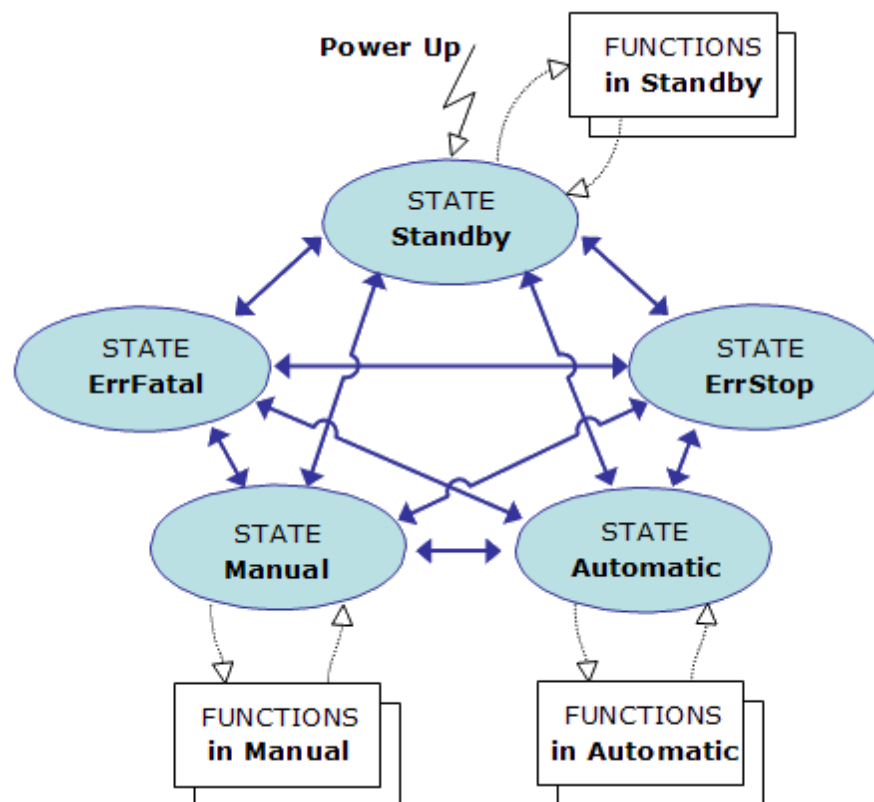 Power Up
FUNCTIONS
in Standby
STATE
Standby
STATE
ErrFatal
STATE
ErrStop
STATE
Manual
STATE
Automatic
FUNCTIONS
in Manual
FUNCTIONS
in Automatic